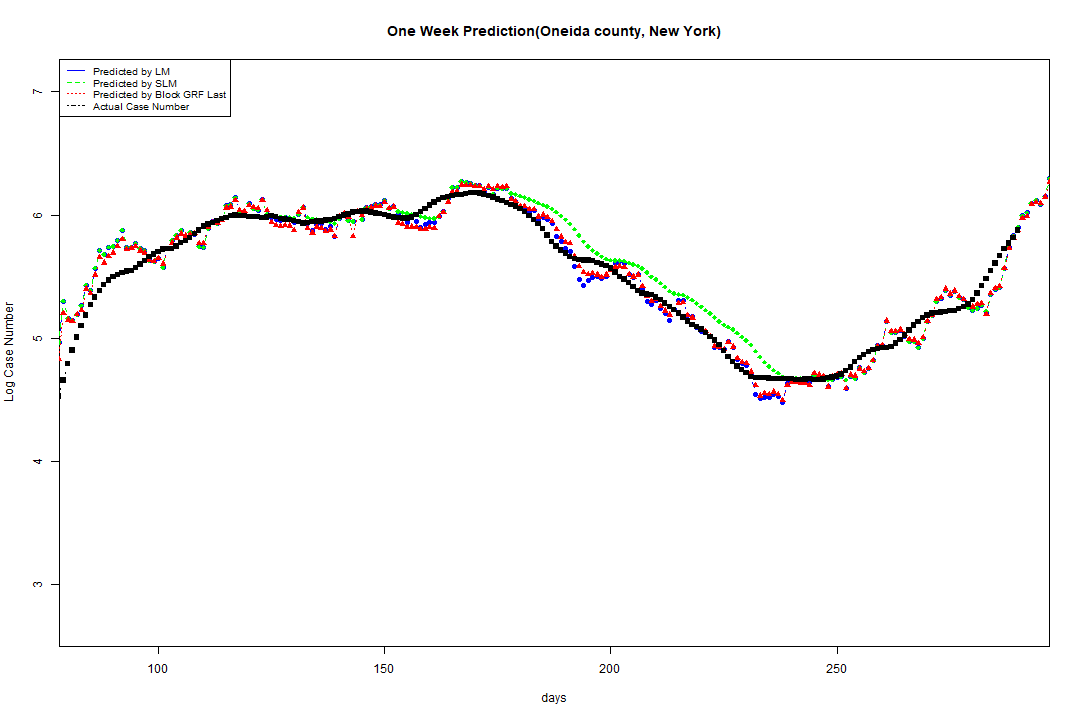 One Week Prediction(Oneida county, New York)
Predicted by LM
Predicted by SLM
Predicted by Block GRF Last
Actual Case Number
7
6
5
4
3
Log Case Number
100 150 200 250
days